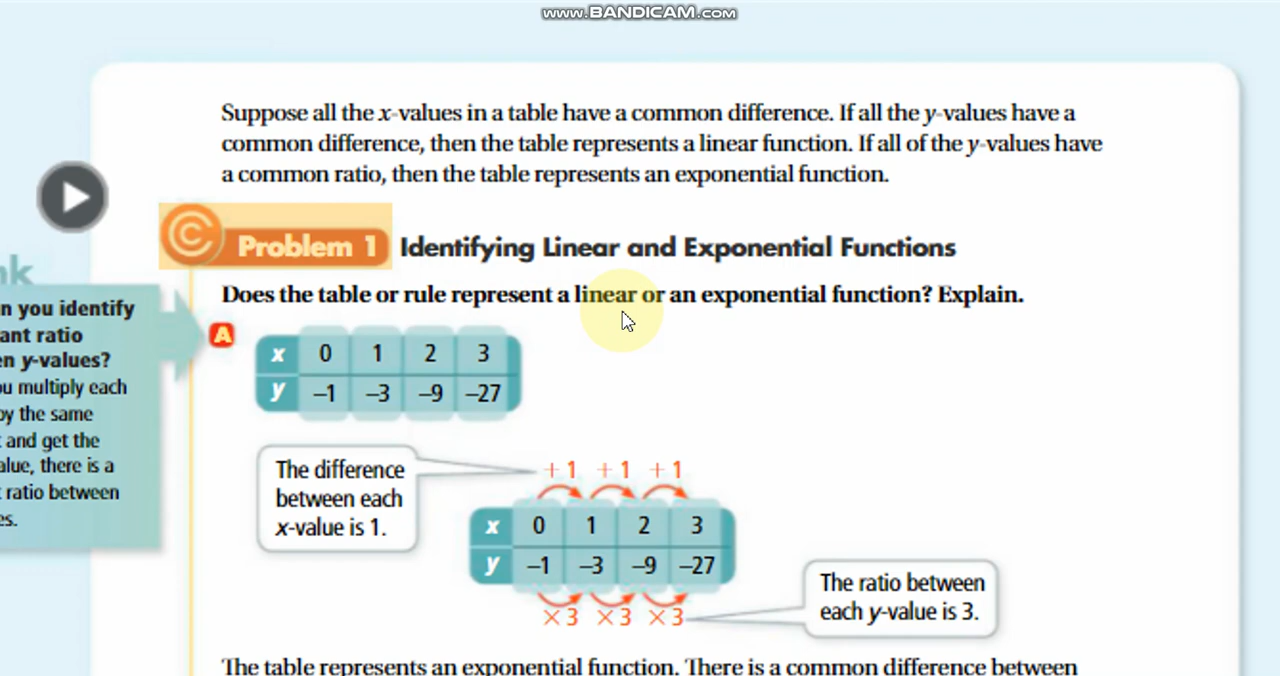 www.BANDICAM.com
Suppose all the x-values in a table have a common difference. If all the y-values have a
common difference, then the table represents a linear function. If all of the y-values have
a common ratio, then the table represents an exponential function.
Problem 1 Identifying Linear and Exponential Functions
nk
n you identify
ant ratio
en y-values?
ou multiply each
by the same
t and get the
alue, there is a
t ratio between
es.
Does the table or rule represent a linear or an exponential function? Explain.
A
x 0 1 2 3
y –1 –3 –9 –27
The difference
between each
x-value is 1.
+1 +1 +1
x 0 1 2 3
y –1 –3 –9 –27
×3 ×3 ×3
The ratio between
each y-value is 3.
The table represents an exponential function. There is a common difference between